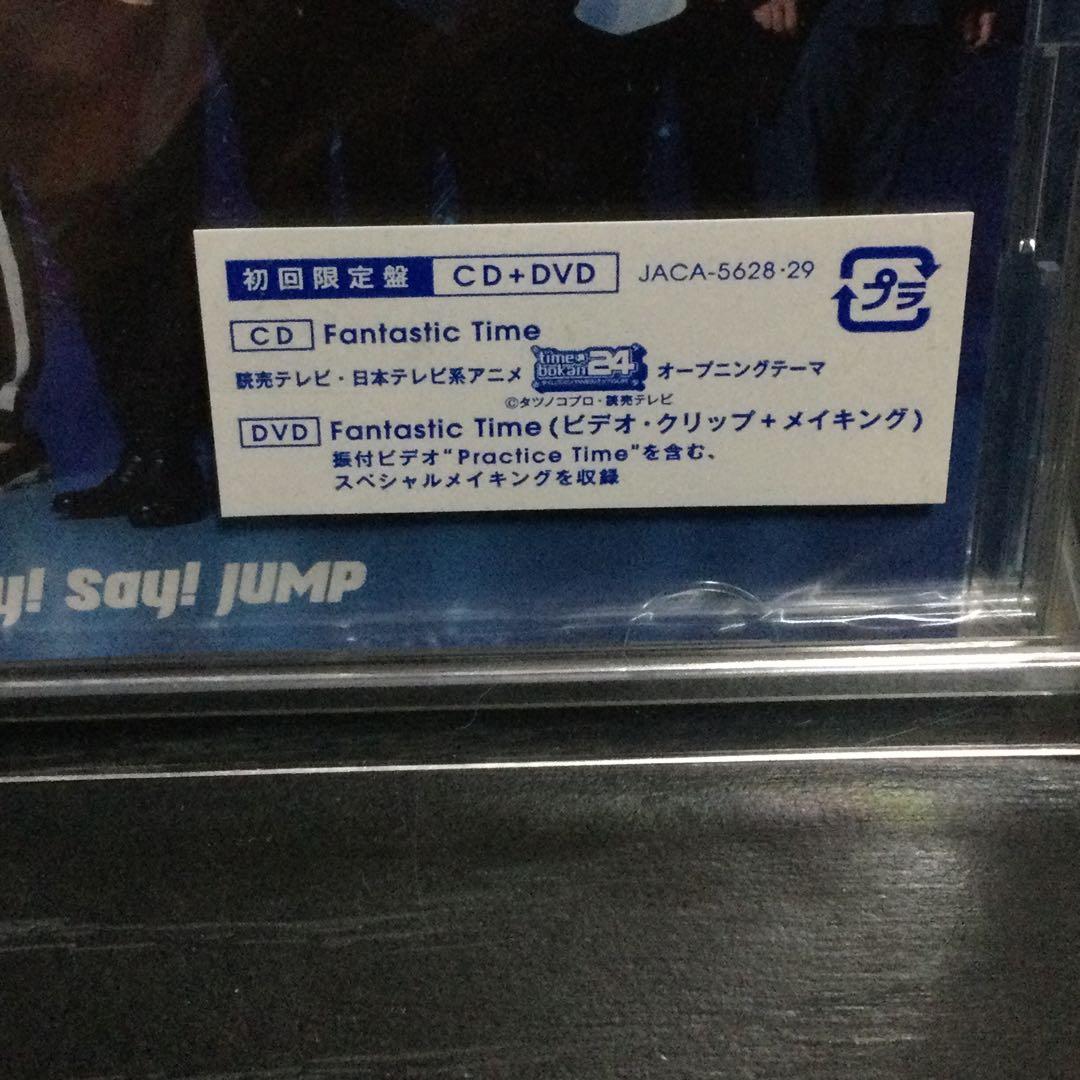 初回限定盤 CD+DVD JACA-5628・29
プラ
CD Fantastic Time
読売テレビ・日本テレビ系アニメ time bokan 24 オープニングテーマ
©タツノコプロ・読売テレビ
DVD Fantastic Time (ビデオ・クリップ+メイキング)
振付ビデオ“Practice Time”を含む、
スペシャルメイキングを収録
y! Say! JUMP